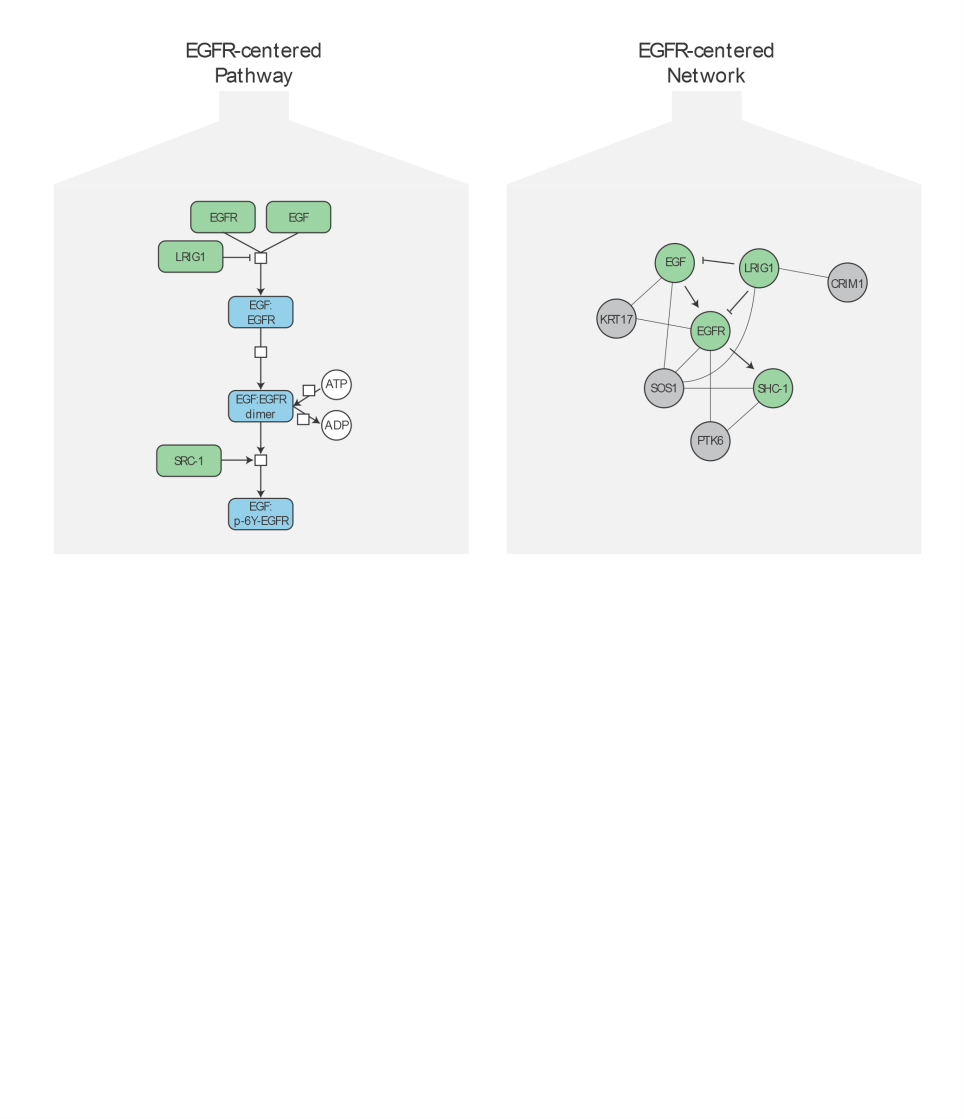 EGFR-centered
Pathway
EGFR
EGF
LRIG1
EGF:
EGFR
EGF:EGFR
dimer
ATP
ADP
SRC-1
EGF:
p-6Y-EGFR
EGFR-centered
Network
EGF
LRIG1
CRIM1
KRT17
EGFR
SOS1
SHC-1
PTK6